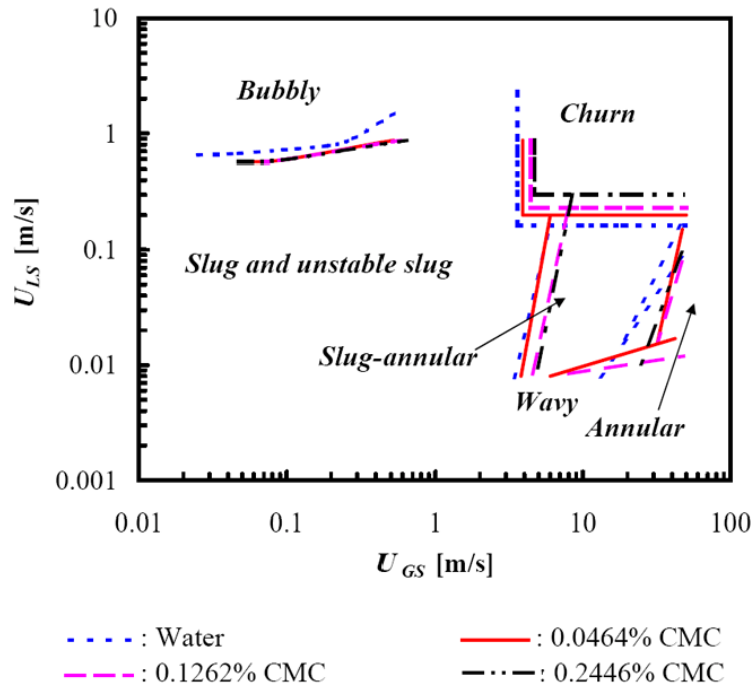 10
Bubbly
Churn
1
U_LS [m/s]
0.1
Slug and unstable slug
Slug-annular
0.01
Wavy
Annular
0.001
0.01 0.1 1 10 100
U_GS [m/s]
: Water : 0.0464% CMC
: 0.1262% CMC : 0.2446% CMC